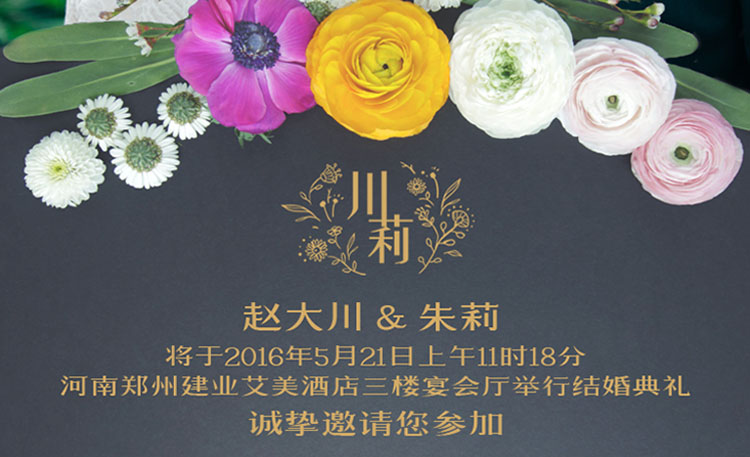 川
莉
赵大川 & 朱莉
将于2016年5月21日上午11时18分
河南郑州建业艾美酒店三楼宴会厅举行结婚典礼
诚挚邀请您参加